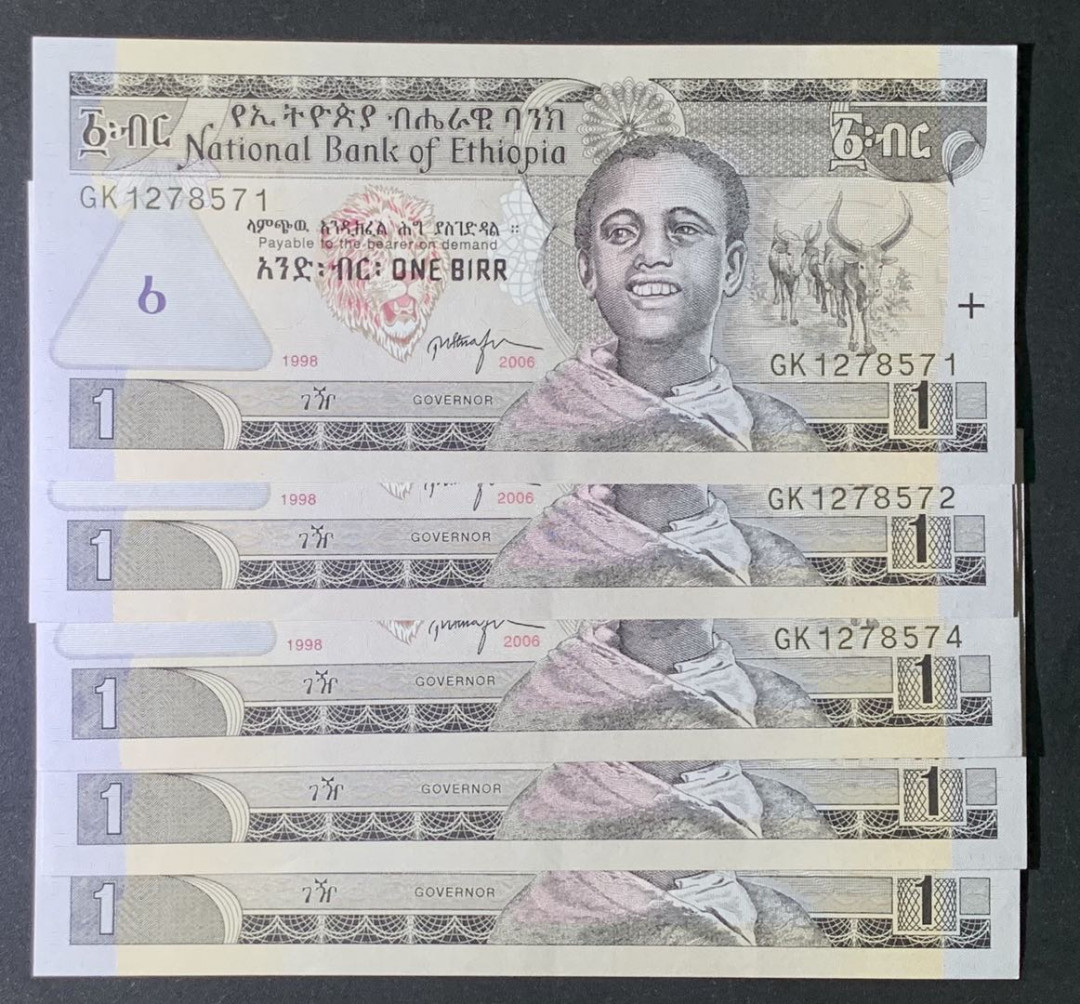 ፩፡ብር የኢትዮጵያ ብሔራዊ ባንክ ፩፡ብር
National Bank of Ethiopia
GK1278571
ላምጭዉ እንዲከፈል ሕግ ያስገድዳል ።
Payable to the bearer on demand
አንድ፡ብር፡ ONE BIRR
1998 2006
GK1278571
ገዥ GOVERNOR
1 1
1998 2006 GK1278572
ገዥ GOVERNOR
1 1
1998 2006 GK1278574
ገዥ GOVERNOR
1 1
ገዥ GOVERNOR
1 1
ገዥ GOVERNOR
1 1